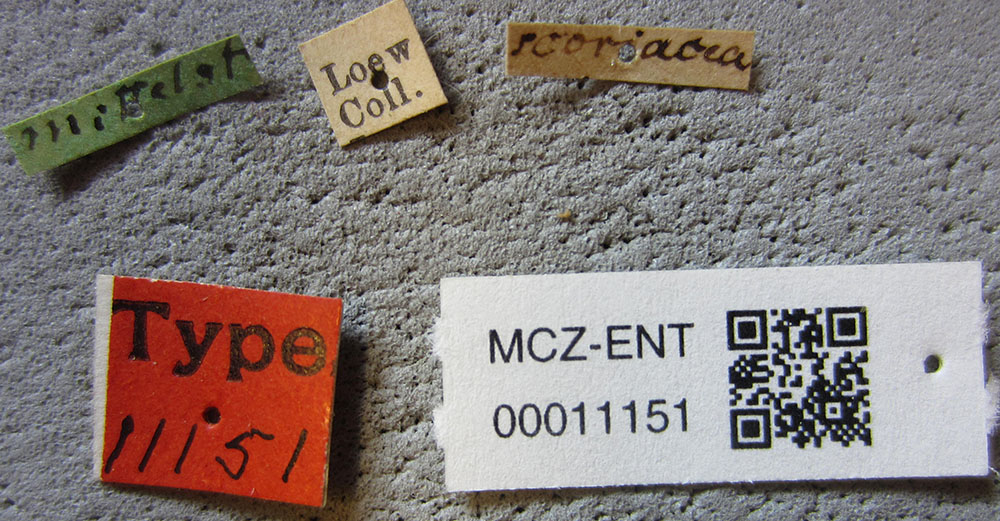 Loew
Coll.
scoriacea
Type
11151
MCZ-ENT
00011151